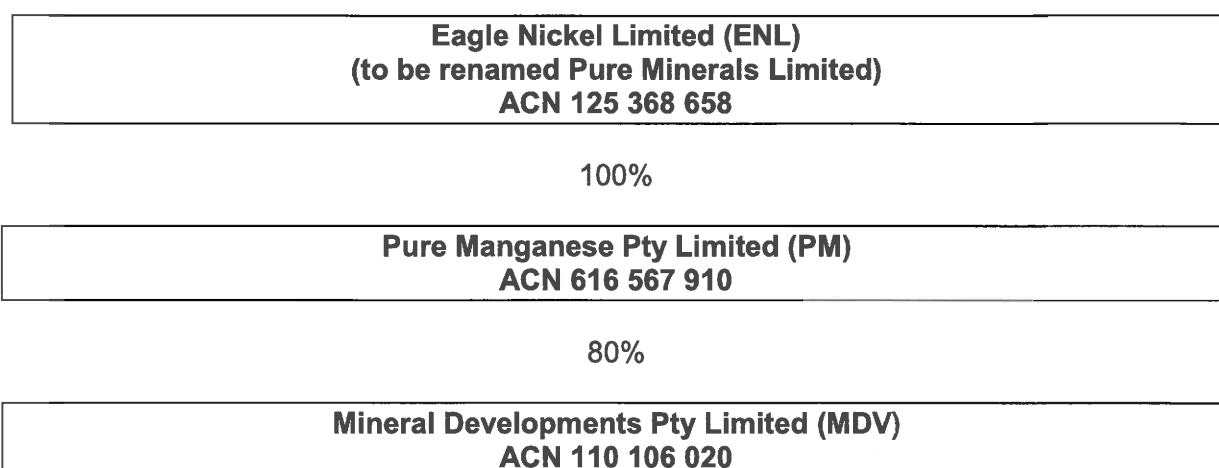 Eagle Nickel Limited (ENL)
(to be renamed Pure Minerals Limited)
ACN 125 368 658
100%
Pure Manganese Pty Limited (PM)
ACN 616 567 910
80%
Mineral Developments Pty Limited (MDV)
ACN 110 106 020